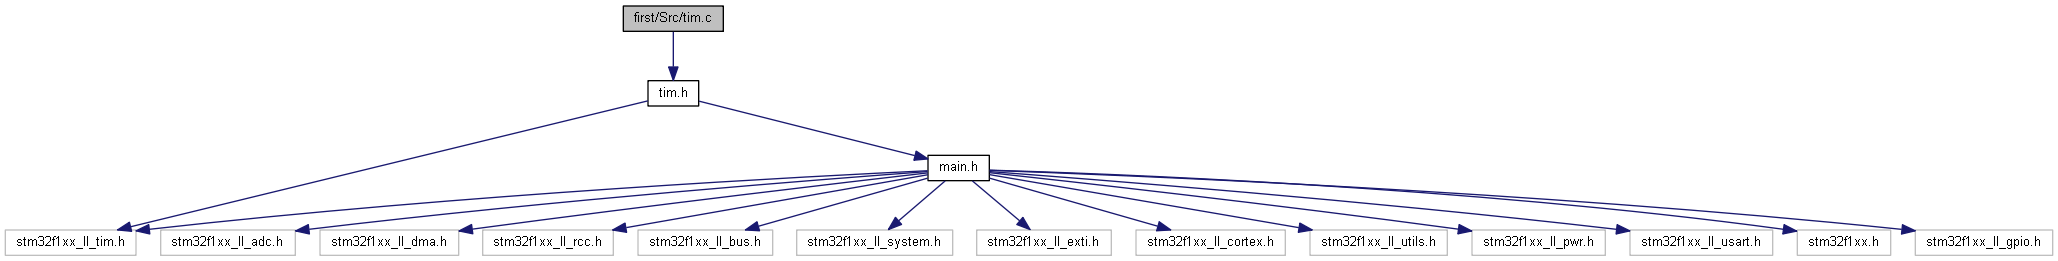 first/Src/tim.c
tim.h
main.h
stm32f1xx_ll_tim.h
stm32f1xx_ll_adc.h
stm32f1xx_ll_dma.h
stm32f1xx_ll_rcc.h
stm32f1xx_ll_bus.h
stm32f1xx_ll_system.h
stm32f1xx_ll_exti.h
stm32f1xx_ll_cortex.h
stm32f1xx_ll_utils.h
stm32f1xx_ll_pwr.h
stm32f1xx_ll_usart.h
stm32f1xx.h
stm32f1xx_ll_gpio.h